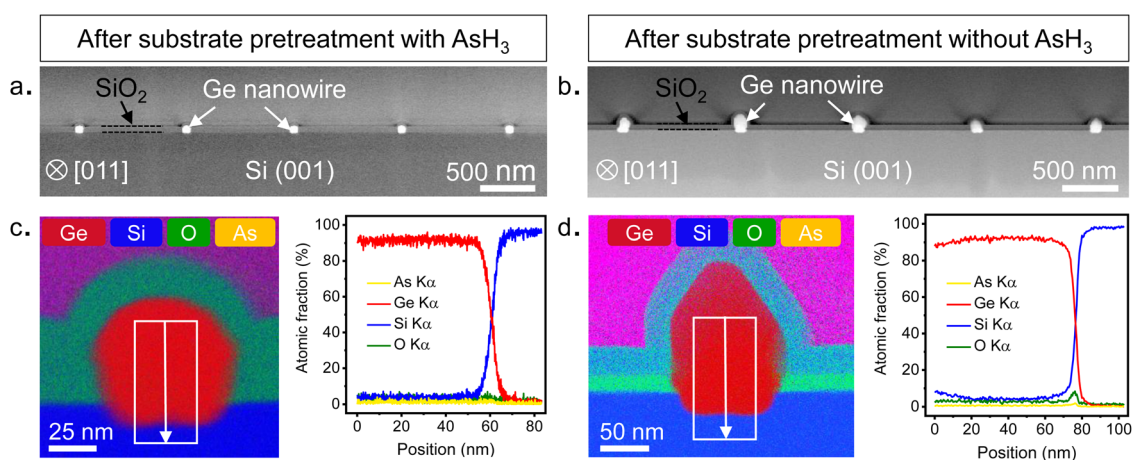 After substrate pretreatment with AsH₃
After substrate pretreatment without AsH₃
a.
SiO₂
Ge nanowire
⊗ [011]
Si (001)
500 nm
b.
SiO₂
Ge nanowire
⊗ [011]
Si (001)
500 nm
c.
Ge Si O As
25 nm
Atomic fraction (%)
100
80
60
40
20
0
As Kα
Ge Kα
Si Kα
O Kα
0 20 40 60 80
Position (nm)
d.
Ge Si O As
50 nm
Atomic fraction (%)
100
80
60
40
20
0
As Kα
Ge Kα
Si Kα
O Kα
0 20 40 60 80 100
Position (nm)